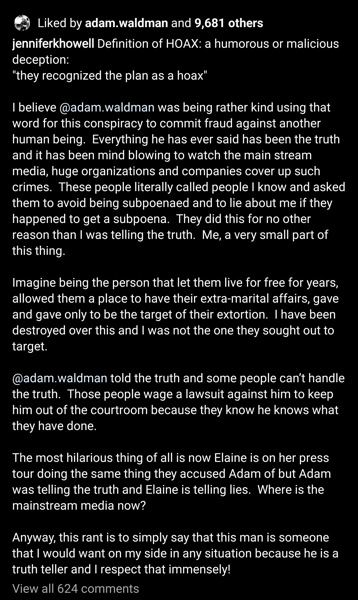 Liked by adam.waldman and 9,681 others
jenniferkhowell Definition of HOAX: a humorous or malicious
deception:
"they recognized the plan as a hoax"
I believe @adam.waldman was being rather kind using that
word for this conspiracy to commit fraud against another
human being. Everything he has ever said has been the truth
and it has been mind blowing to watch the main stream
media, huge organizations and companies cover up such
crimes. These people literally called people I know and asked
them to avoid being subpoenaed and to lie about me if they
happened to get a subpoena. They did this for no other
reason than I was telling the truth. Me, a very small part of
this thing.
Imagine being the person that let them live for free for years,
allowed them a place to have their extra-marital affairs, gave
and gave only to be the target of their extortion. I have been
destroyed over this and I was not the one they sought out to
target.
@adam.waldman told the truth and some people can't handle
the truth. Those people wage a lawsuit against him to keep
him out of the courtroom because they know he knows what
they have done.
The most hilarious thing of all is now Elaine is on her press
tour doing the same thing they accused Adam of but Adam
was telling the truth and Elaine is telling lies. Where is the
mainstream media now?
Anyway, this rant is to simply say that this man is someone
that I would want on my side in any situation because he is a
truth teller and I respect that immensely!
View all 624 comments